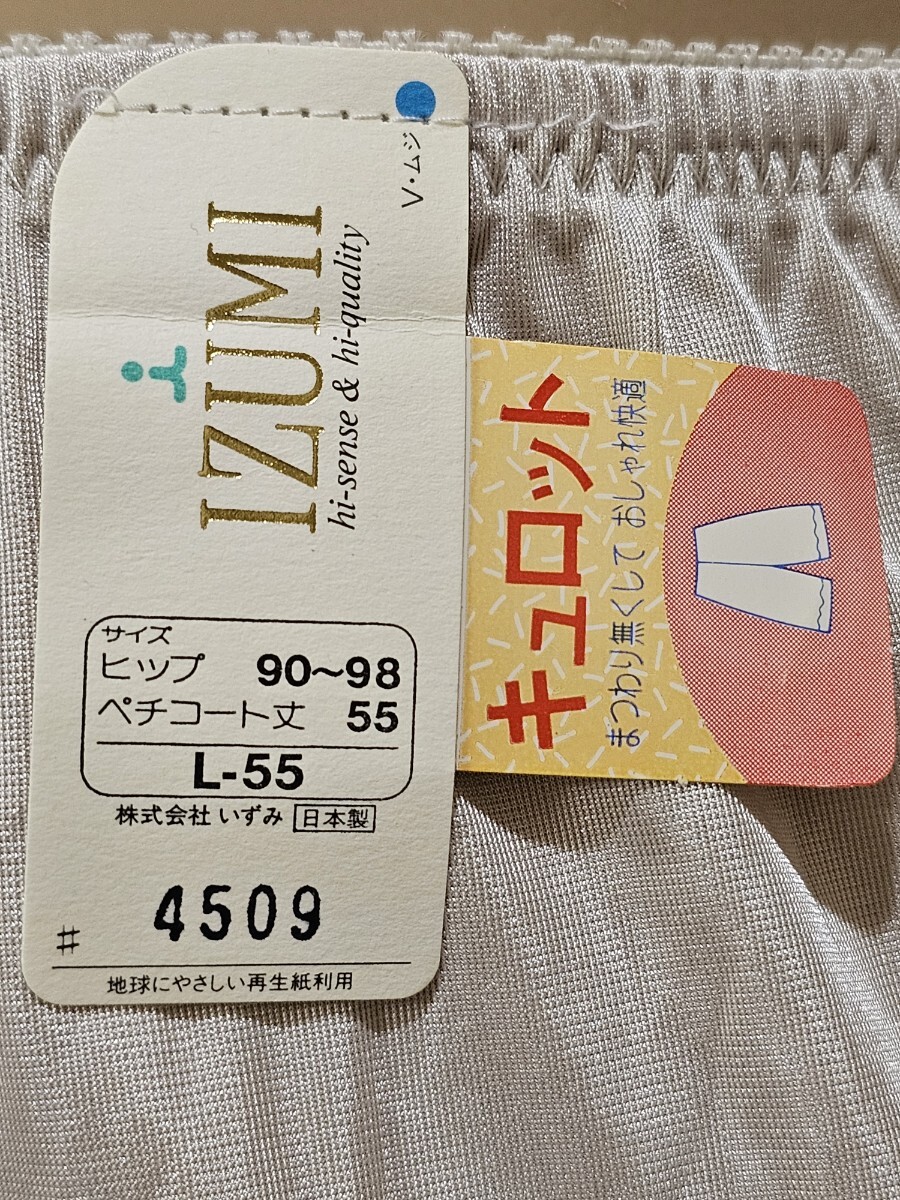 V・ムジ
IZUMI
hi-sense & hi-quality
サイズ
ヒップ 90~98
ペチコート丈 55
L-55
株式会社 いずみ 日本製
# 4509
地球にやさしい再生紙利用
キュロット
まつわり無くして おしゃれ快適